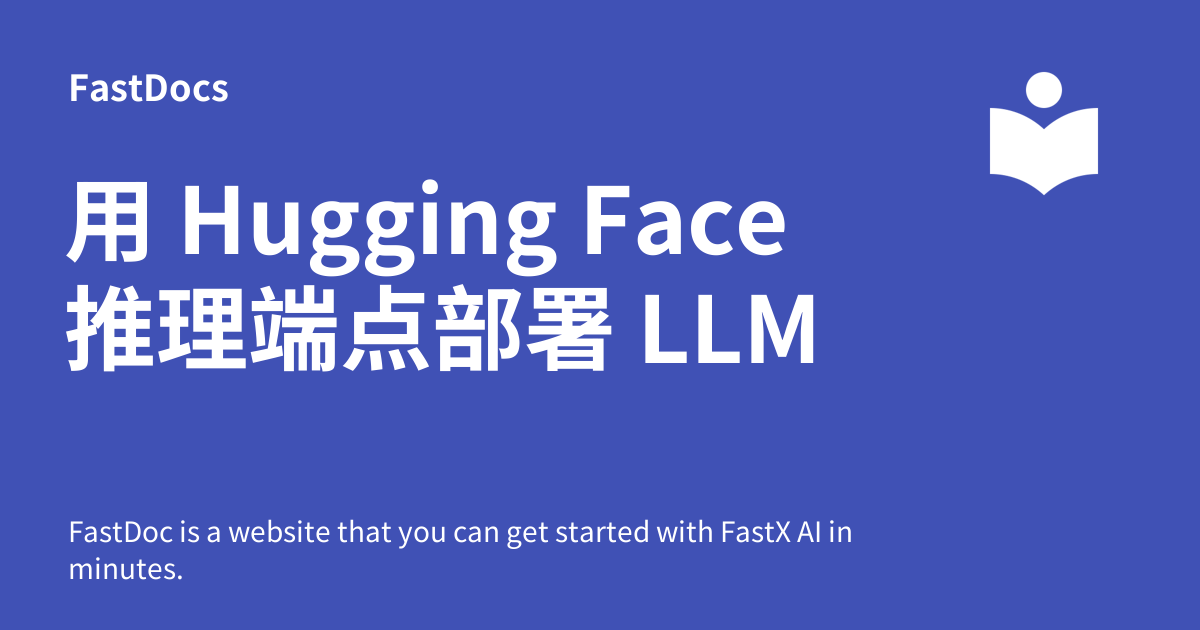 FastDocs
用 Hugging Face
推理端点部署 LLM
FastDoc is a website that you can get started with FastX AI in
minutes.